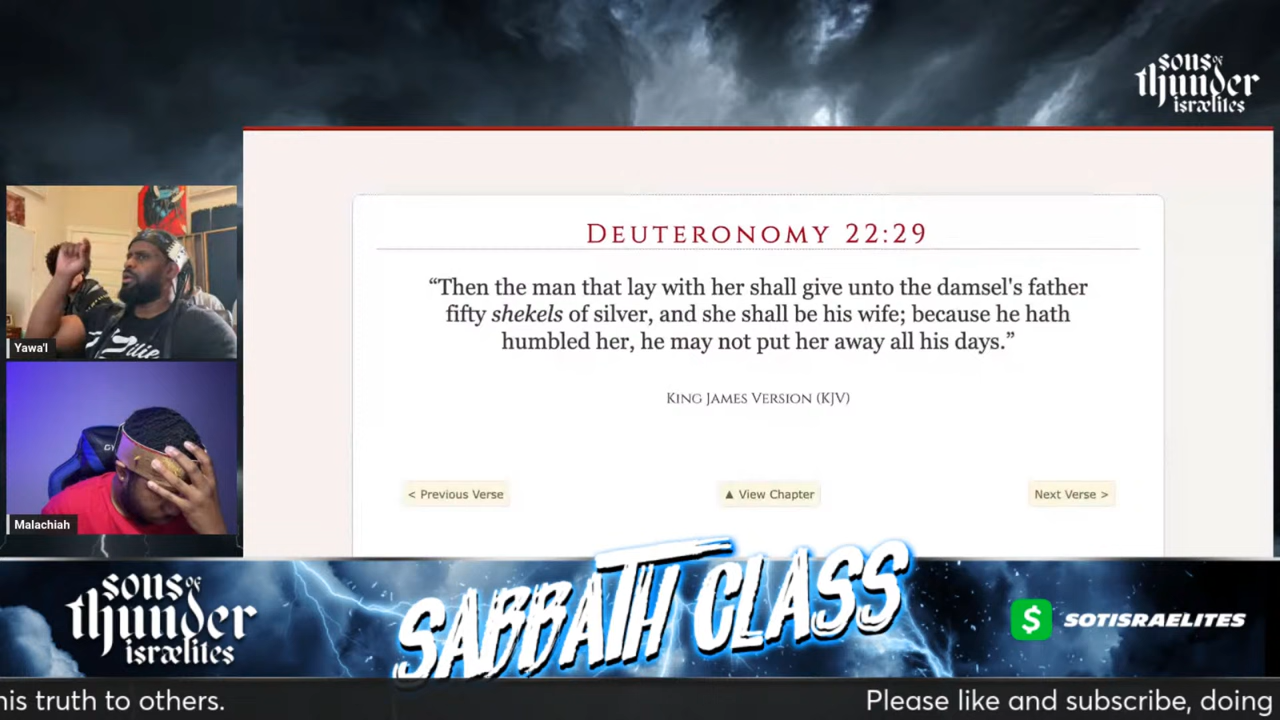 sons of
thunder
israelites
DEUTERONOMY 22:29
“Then the man that lay with her shall give unto the damsel's father
fifty shekels of silver, and she shall be his wife; because he hath
humbled her, he may not put her away all his days.”
KING JAMES VERSION (KJV)
< Previous Verse
▲ View Chapter
Next Verse >
Yawa'l
Malachiah
sons of
thunder
israelites
SABBATH CLASS
$ SOTISRAELITES
his truth to others.
Please like and subscribe, doing